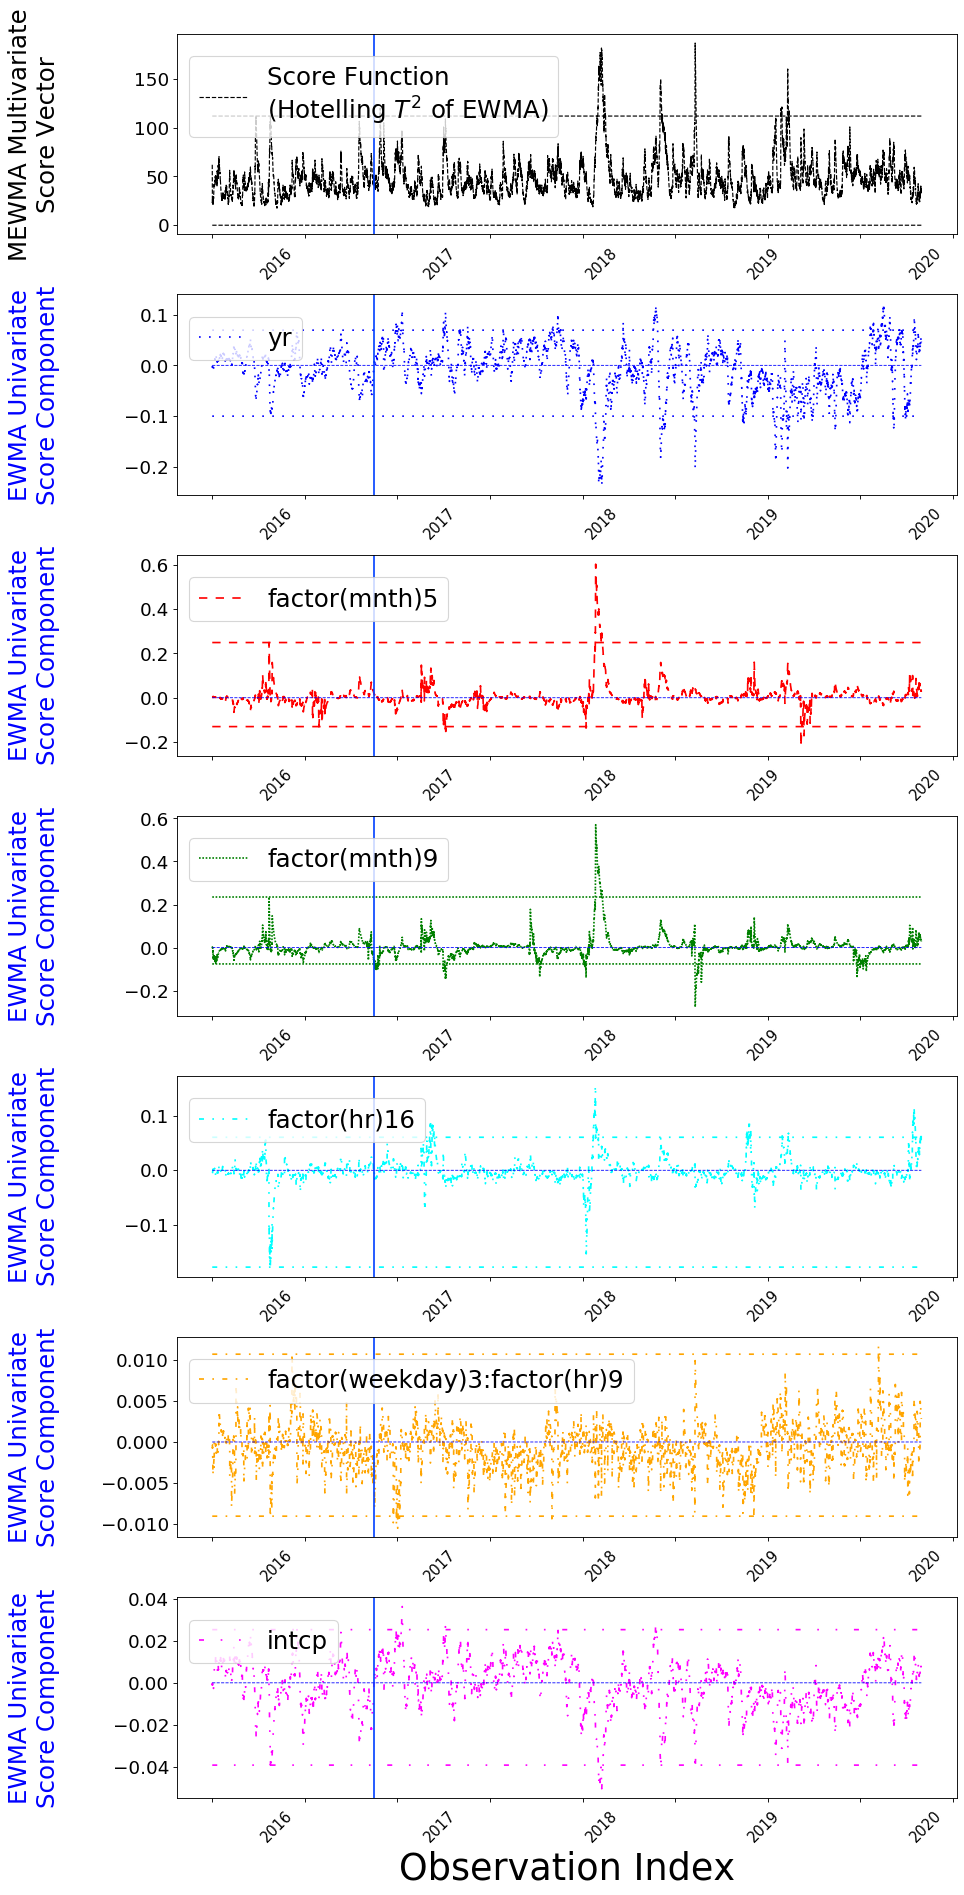 MEWMA Multivariate
Score Vector
Score Function
(Hotelling T² of EWMA)
150
100
50
0
2016
2017
2018
2019
2020
EWMA Univariate
Score Component
yr
0.1
0.0
−0.1
−0.2
2016
2017
2018
2019
2020
EWMA Univariate
Score Component
factor(mnth)5
0.6
0.4
0.2
0.0
−0.2
2016
2017
2018
2019
2020
EWMA Univariate
Score Component
factor(mnth)9
0.6
0.4
0.2
0.0
−0.2
2016
2017
2018
2019
2020
EWMA Univariate
Score Component
factor(hr)16
0.1
0.0
−0.1
2016
2017
2018
2019
2020
EWMA Univariate
Score Component
factor(weekday)3:factor(hr)9
0.010
0.005
0.000
−0.005
−0.010
2016
2017
2018
2019
2020
EWMA Univariate
Score Component
intcp
0.04
0.02
0.00
−0.02
−0.04
2016
2017
2018
2019
2020
Observation Index